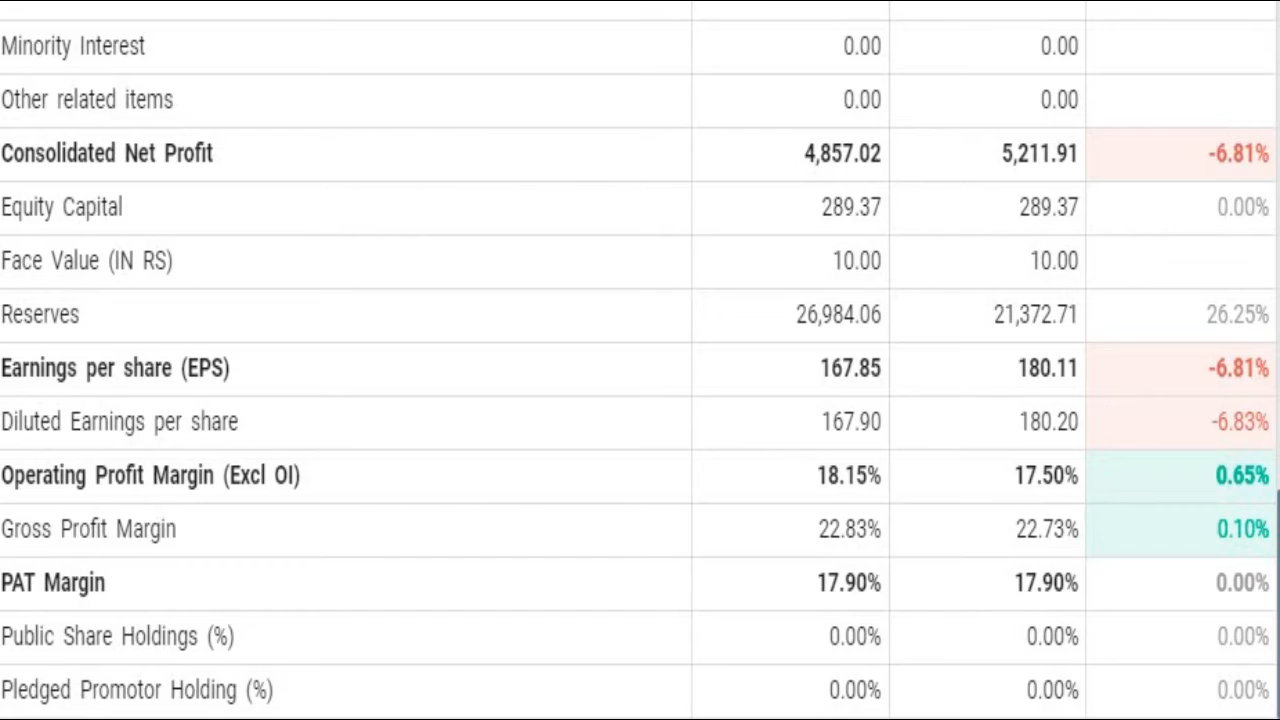 Minority Interest 0.00 0.00
Other related items 0.00 0.00
Consolidated Net Profit 4,857.02 5,211.91 -6.81%
Equity Capital 289.37 289.37 0.00%
Face Value (IN RS) 10.00 10.00
Reserves 26,984.06 21,372.71 26.25%
Earnings per share (EPS) 167.85 180.11 -6.81%
Diluted Earnings per share 167.90 180.20 -6.83%
Operating Profit Margin (Excl OI) 18.15% 17.50% 0.65%
Gross Profit Margin 22.83% 22.73% 0.10%
PAT Margin 17.90% 17.90% 0.00%
Public Share Holdings (%) 0.00% 0.00% 0.00%
Pledged Promotor Holding (%) 0.00% 0.00% 0.00%